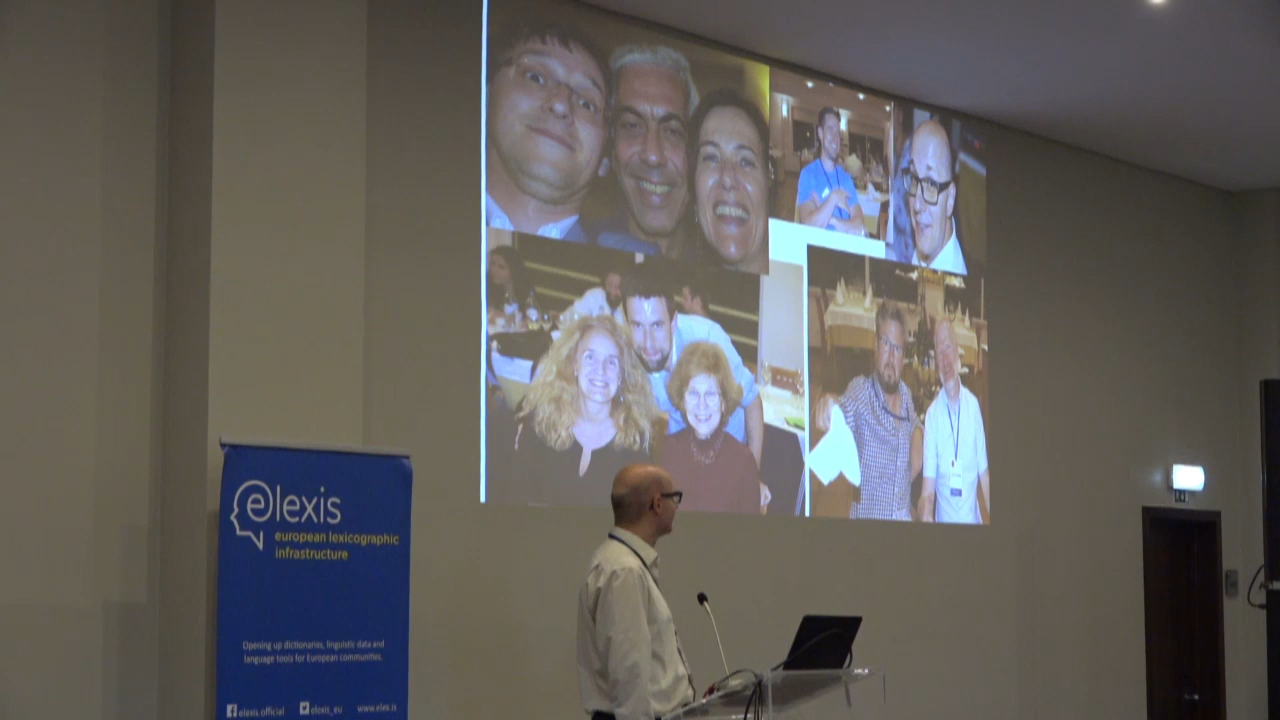 elexis
european lexicographic
infrastructure
Opening up dictionaries, linguistic data and
language tools for European communities.
elexis.official elexis_eu www.elex.is